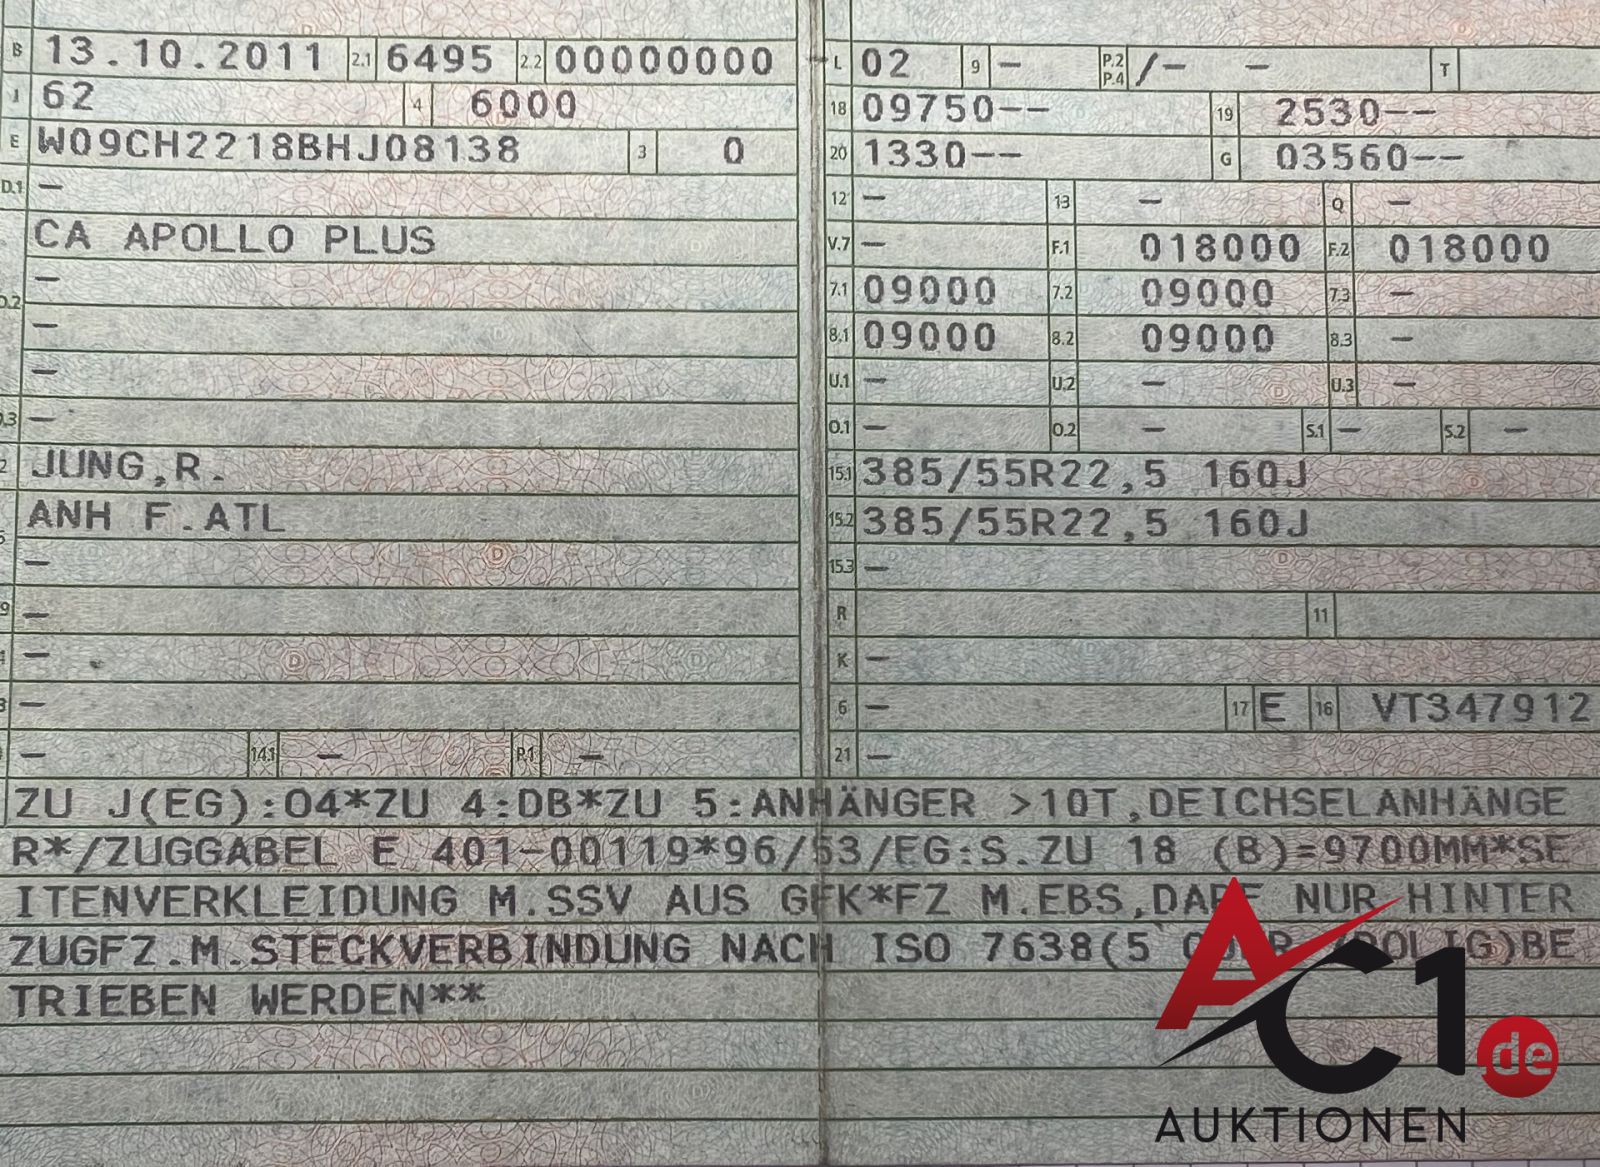 B 13.10.2011 2.1 6495 2.2 00000000
J 62 4 6000
E W09CH2218BHJ08138 3 0
D.1 –
CA APOLLO PLUS
–
D.2 –
–
–
2 JUNG,R.
ANH F.ATL
–
9 –
–
–
– 14.1 – P.1 –
L 02 9 – P.2 P.4 /– – T
18 09750–– 19 2530––
20 1330–– G 03560––
12 – 13 – Q –
V.7 – F.1 018000 F.2 018000
7.1 09000 7.2 09000 7.3 –
8.1 09000 8.2 09000 8.3 –
U.1 – U.2 – U.3 –
O.1 – O.2 – S.1 – S.2 –
15.1 385/55R22,5 160J
15.2 385/55R22,5 160J
15.3 –
R 11
K –
6 – 17 E 16 VT347912
21 –
ZU J(EG):04*ZU 4:DB*ZU 5:ANHÄNGER >10T,DEICHSELANHÄNGE
R*/ZUGGABEL E 401-00119*96/53/EG:S.ZU 18 (B)=9700MM*SE
ITENVERKLEIDUNG M.SSV AUS GFK*FZ M.EBS,DARF NUR HINTER
ZUGFZ.M.STECKVERBINDUNG NACH ISO 7638(5 ODER 7POLIG)BE
TRIEBEN WERDEN**
AC1.de
AUKTIONEN